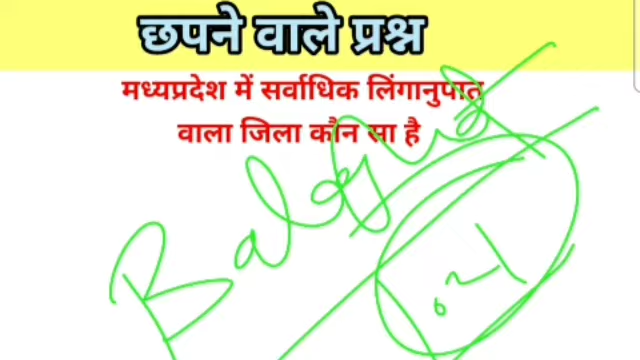 छपने वाले प्रश्न
मध्यप्रदेश में सर्वाधिक लिंगानुपात
वाला जिला कौन सा है